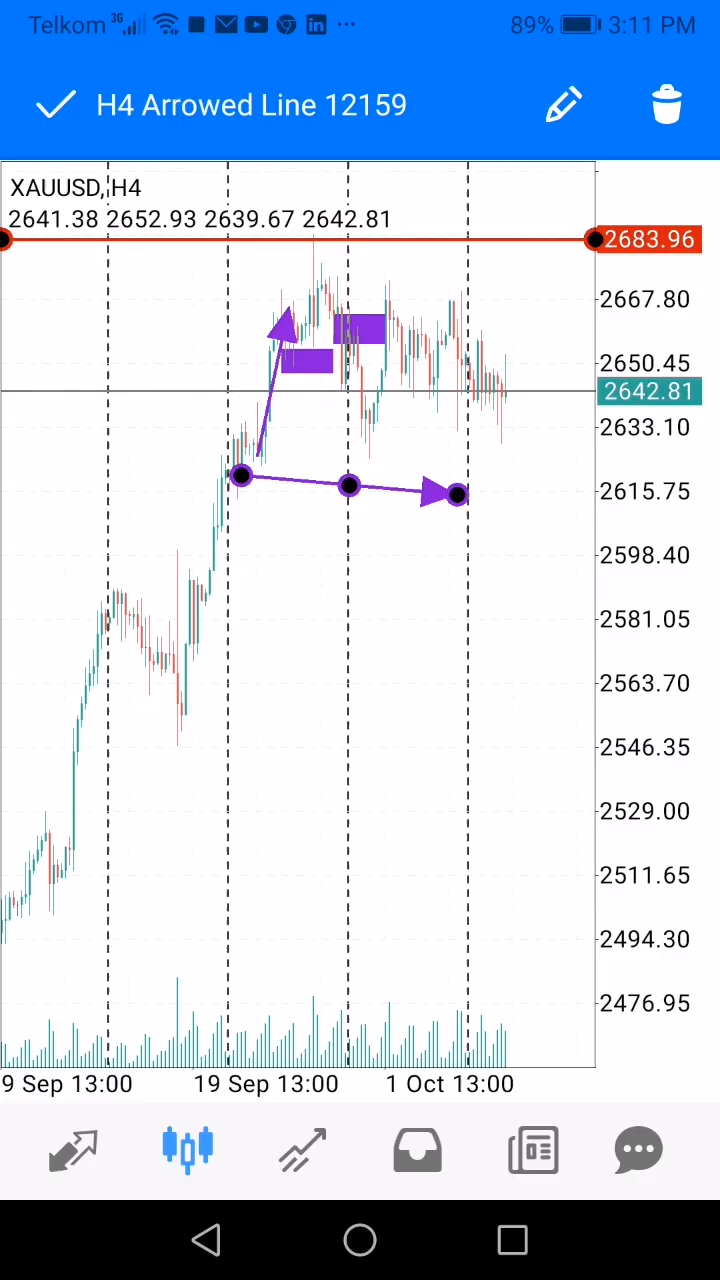 Telkom 3G 89% 3:11 PM
H4 Arrowed Line 12159
XAUUSD,H4
2641.38 2652.93 2639.67 2642.81
2683.96
2667.80
2650.45
2642.81
2633.10
2615.75
2598.40
2581.05
2563.70
2546.35
2529.00
2511.65
2494.30
2476.95
9 Sep 13:00 19 Sep 13:00 1 Oct 13:00